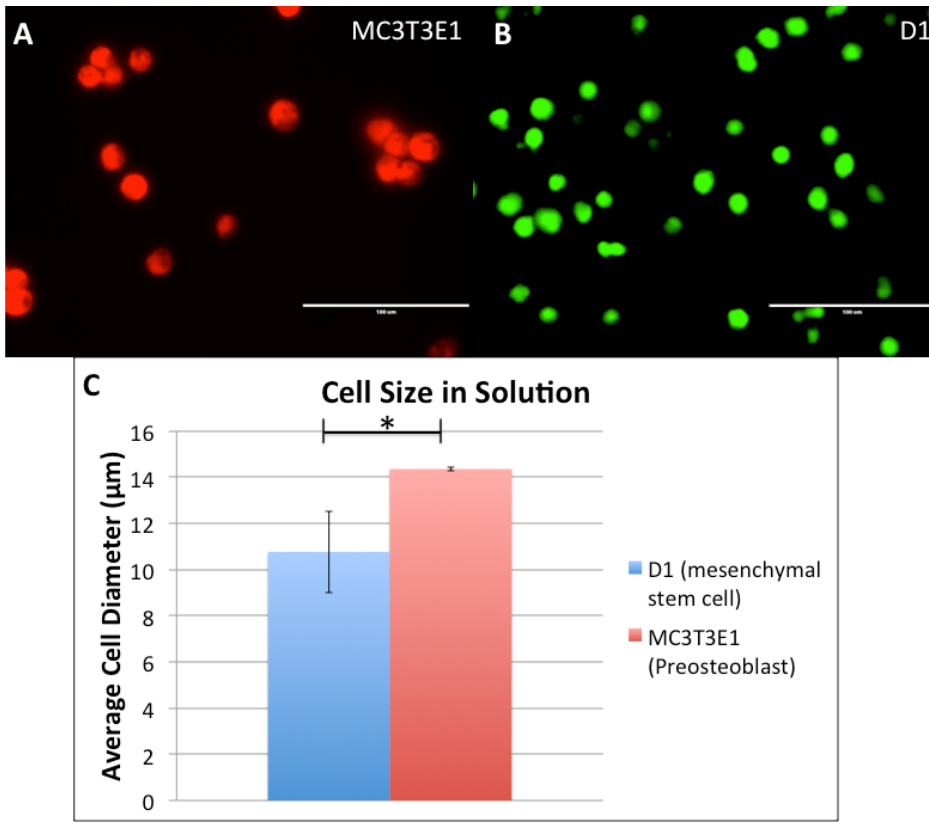 A
MC3T3E1
B
D1
100 um
100 um
C
Cell Size in Solution
*
Average Cell Diameter (μm)
16
14
12
10
8
6
4
2
0
D1 (mesenchymal
stem cell)
MC3T3E1
(Preosteoblast)